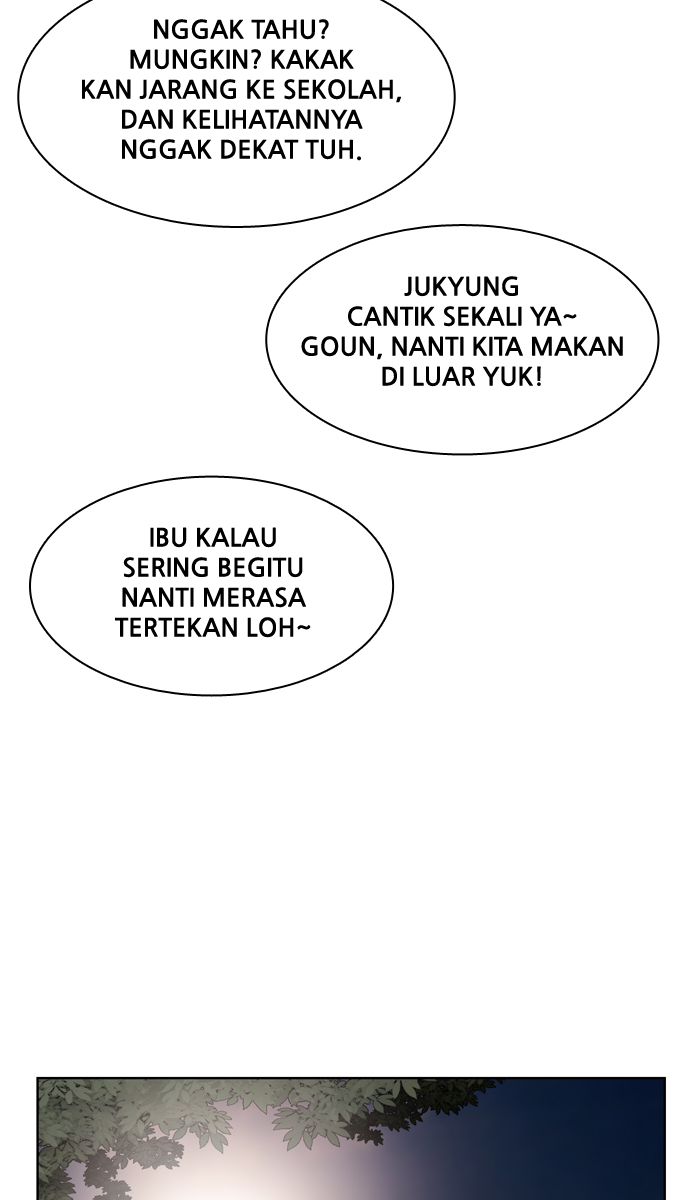 NGGAK TAHU?
MUNGKIN? KAKAK
KAN JARANG KE SEKOLAH,
DAN KELIHATANNYA
NGGAK DEKAT TUH.
JUKYUNG
CANTIK SEKALI YA~
GOUN, NANTI KITA MAKAN
DI LUAR YUK!
IBU KALAU
SERING BEGITU
NANTI MERASA
TERTEKAN LOH~